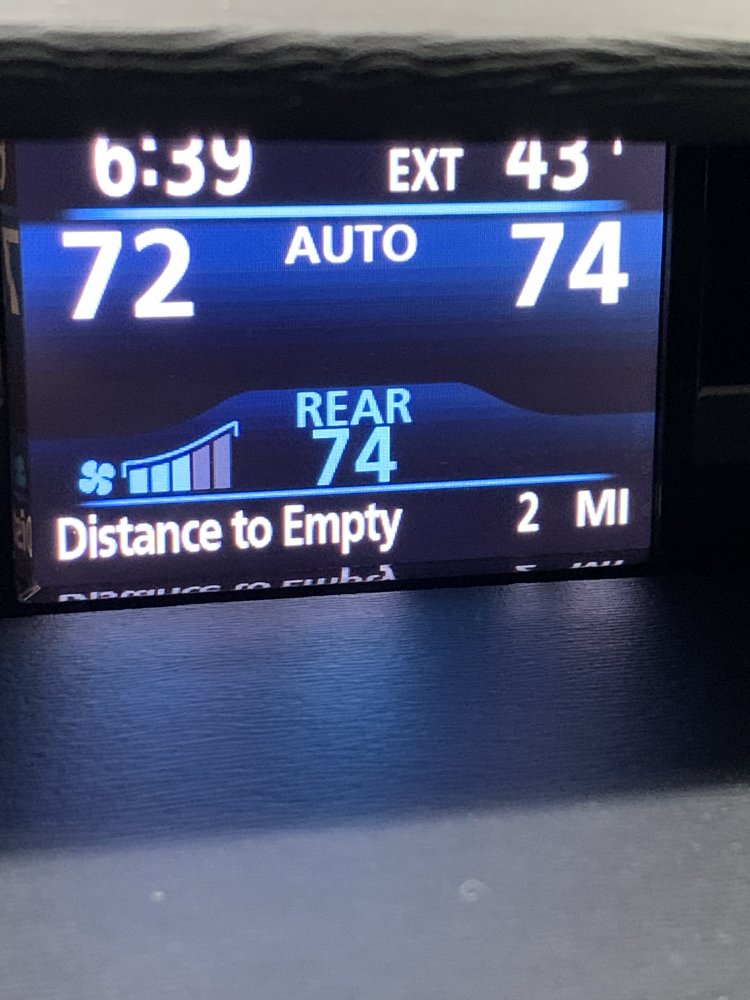 6:39 EXT 43°
72 AUTO 74
REAR
74
Distance to Empty 2 MI